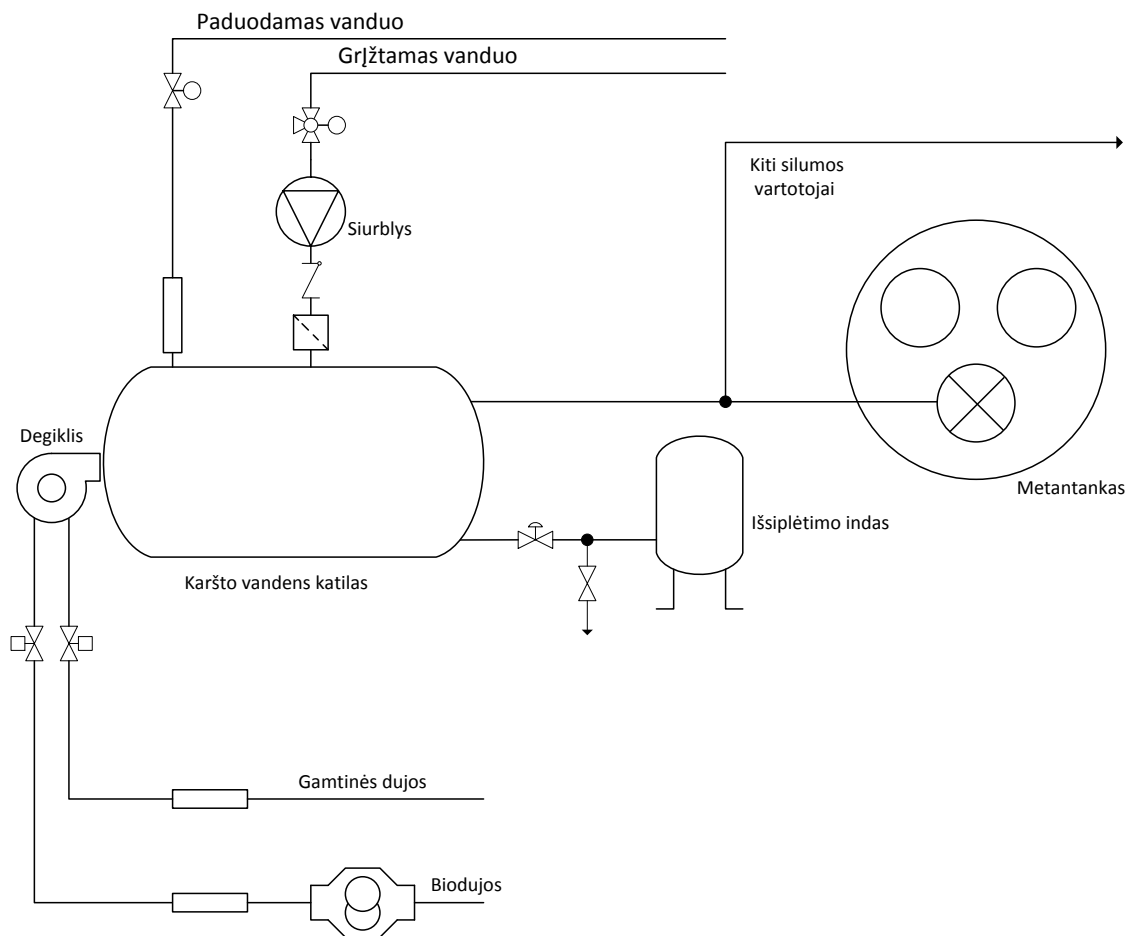 Paduodamas vanduo
Grįžtamas vanduo
Kiti silumos
vartotojai
Siurblys
Degiklis
Metantankas
Išsiplėtimo indas
Karšto vandens katilas
Gamtinės dujos
Biodujos